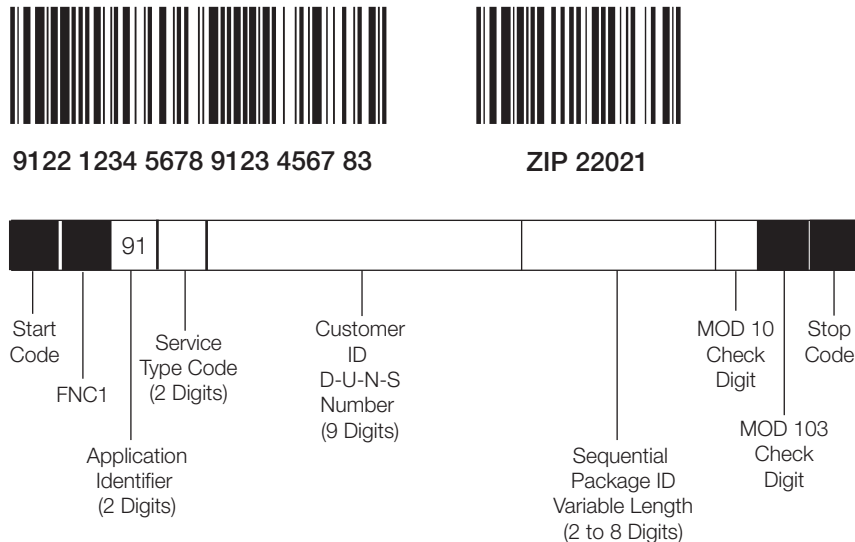 9122 1234 5678 9123 4567 83
ZIP 22021
91
Start
Code
FNC1
Application
Identifier
(2 Digits)
Service
Type Code
(2 Digits)
Customer
ID
D-U-N-S
Number
(9 Digits)
Sequential
Package ID
Variable Length
(2 to 8 Digits)
MOD 10
Check
Digit
MOD 103
Check
Digit
Stop
Code